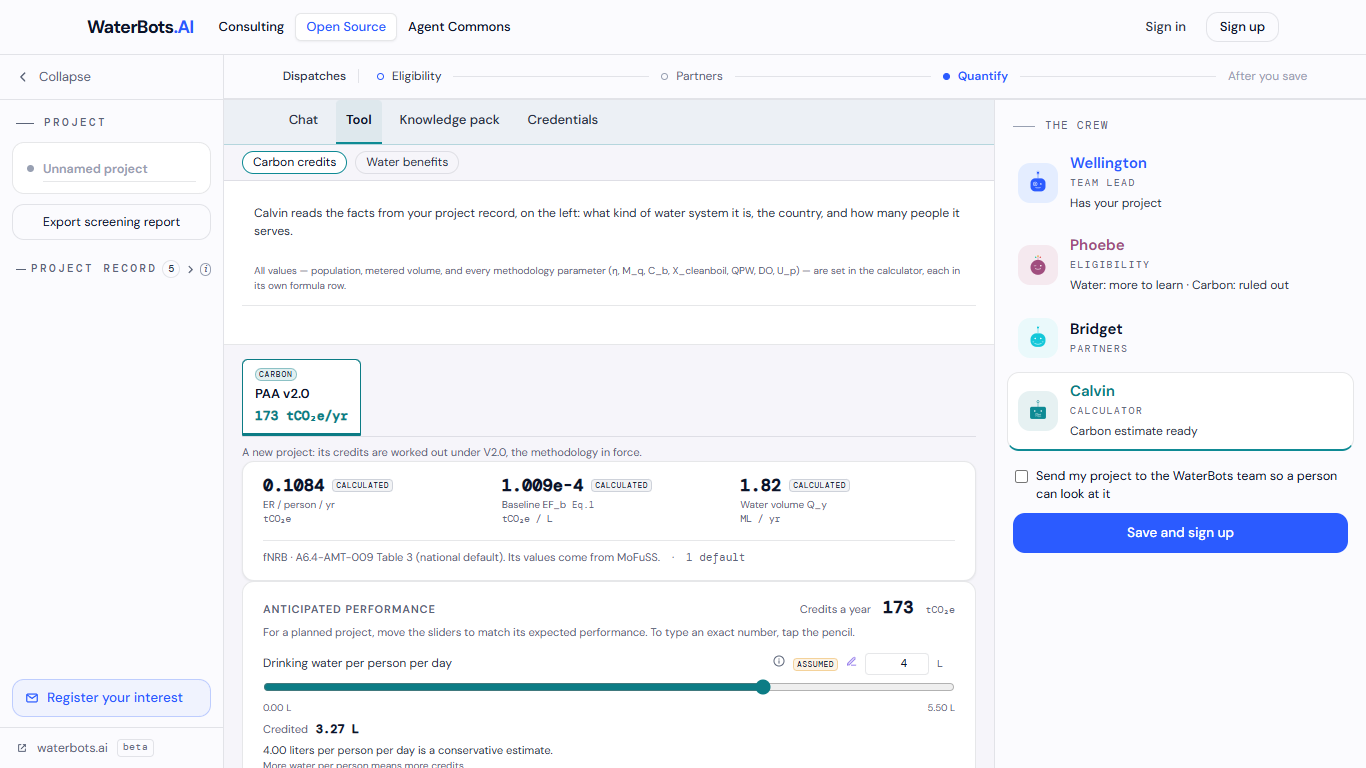 WaterBots.AI
Consulting
Open Source
Agent Commons
Sign in
Sign up
Collapse
Dispatches
Eligibility
Partners
Quantify
After you save
PROJECT
Unnamed project
Export screening report
PROJECT RECORD 5
Chat
Tool
Knowledge pack
Credentials
Carbon credits
Water benefits
Calvin reads the facts from your project record, on the left: what kind of water system it is, the country, and how many people it
serves.
All values — population, metered volume, and every methodology parameter (η, M_q, C_b, X_cleanboil, QPW, DO, U_p) — are set in the calculator, each in
its own formula row.
CARBON
PAA v2.0
173 tCO₂e/yr
A new project: its credits are worked out under V2.0, the methodology in force.
0.1084 CALCULATED
ER / person / yr
tCO₂e
1.009e-4 CALCULATED
Baseline EF_b Eq.1
tCO₂e / L
1.82 CALCULATED
Water volume Q_y
ML / yr
fNRB · A6.4-AMT-009 Table 3 (national default). Its values come from MoFuSS. · 1 default
ANTICIPATED PERFORMANCE
Credits a year 173 tCO₂e
For a planned project, move the sliders to match its expected performance. To type an exact number, tap the pencil.
Drinking water per person per day
ASSUMED
4 L
0.00 L
5.50 L
Credited 3.27 L
4.00 liters per person per day is a conservative estimate.
More water per person means more credits
THE CREW
Wellington
TEAM LEAD
Has your project
Phoebe
ELIGIBILITY
Water: more to learn · Carbon: ruled out
Bridget
PARTNERS
Calvin
CALCULATOR
Carbon estimate ready
Send my project to the WaterBots team so a person
can look at it
Save and sign up
Register your interest
waterbots.ai beta